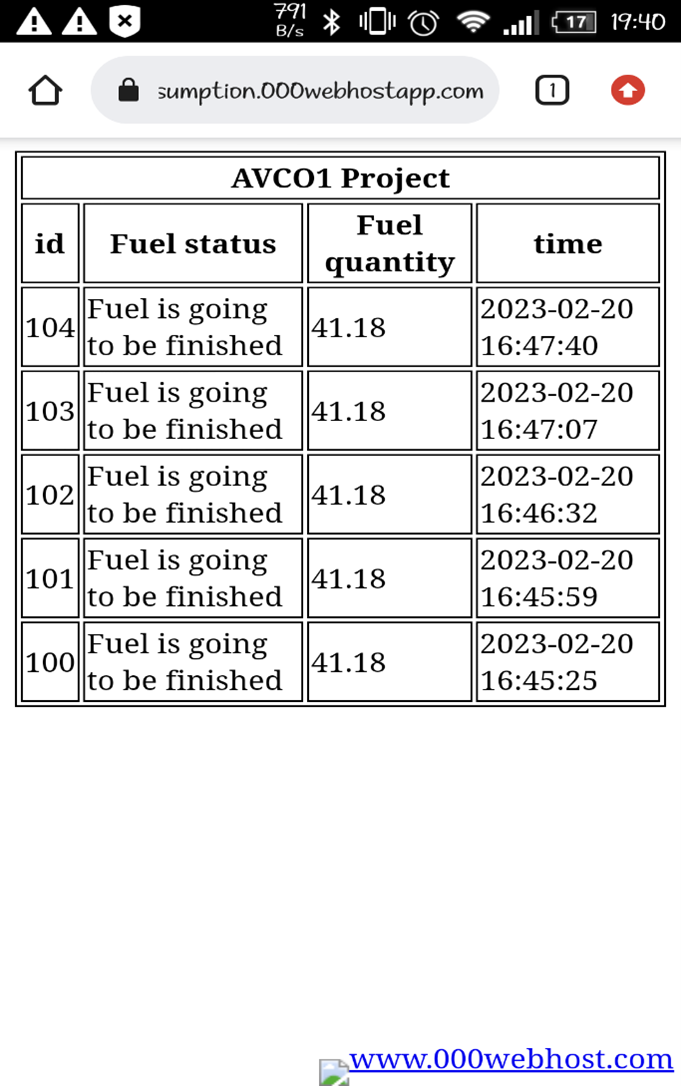 791
B/s
17
19:40
sumption.000webhostapp.com
1
AVCO1 Project
id
Fuel status
Fuel
quantity
time
104
Fuel is going
to be finished
41.18
2023-02-20
16:47:40
103
Fuel is going
to be finished
41.18
2023-02-20
16:47:07
102
Fuel is going
to be finished
41.18
2023-02-20
16:46:32
101
Fuel is going
to be finished
41.18
2023-02-20
16:45:59
100
Fuel is going
to be finished
41.18
2023-02-20
16:45:25
www.000webhost.com